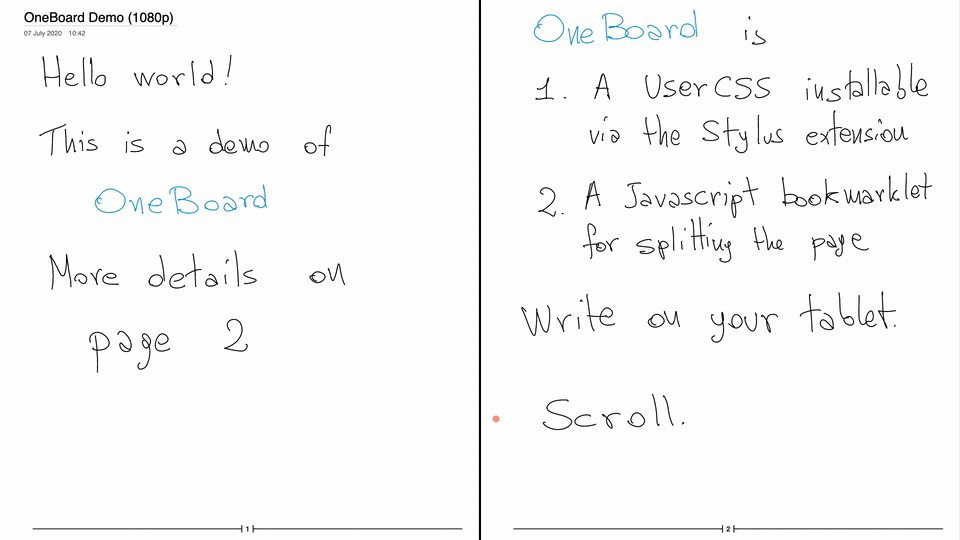 OneBoard Demo (1080p)
07 July 2020 10:42
Hello world!
This is a demo of
OneBoard
More details on
page 2
1
OneBoard is
1. A UserCSS installable
via the Stylus extension
2. A Javascript bookmarklet
for splitting the page
Write on your tablet.
Scroll.
2